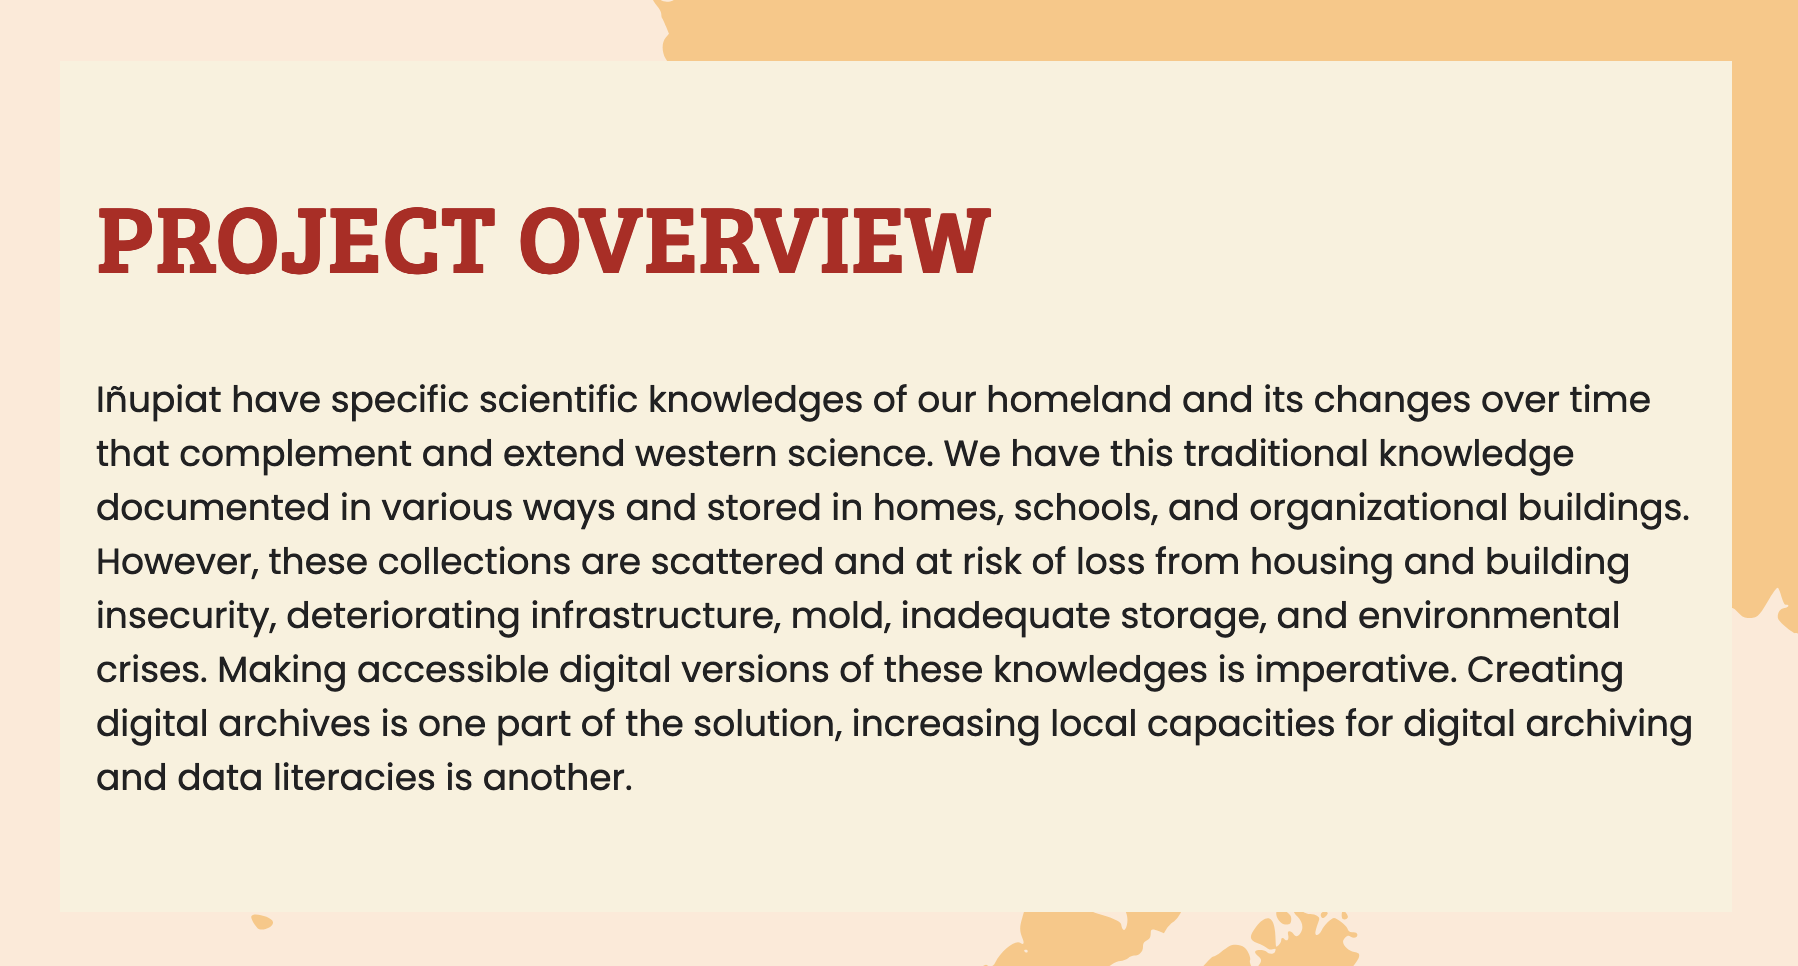 PROJECT OVERVIEW
Iñupiat have specific scientific knowledges of our homeland and its changes over time
that complement and extend western science. We have this traditional knowledge
documented in various ways and stored in homes, schools, and organizational buildings.
However, these collections are scattered and at risk of loss from housing and building
insecurity, deteriorating infrastructure, mold, inadequate storage, and environmental
crises. Making accessible digital versions of these knowledges is imperative. Creating
digital archives is one part of the solution, increasing local capacities for digital archiving
and data literacies is another.